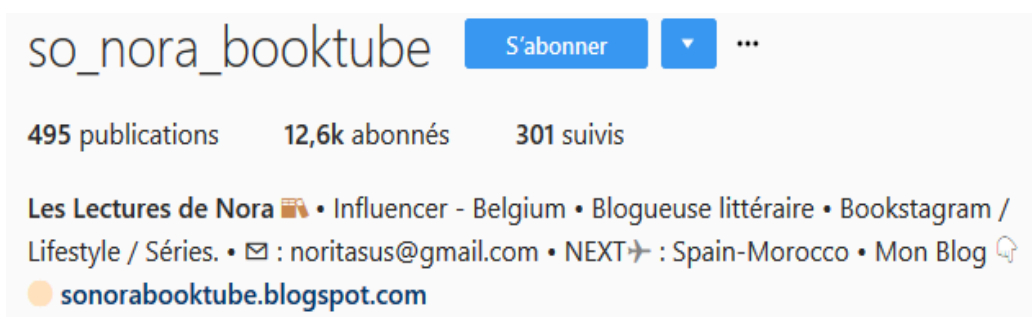 so_nora_booktube S'abonner ...
495 publications 12,6k abonnés 301 suivis
Les Lectures de Nora • Influencer - Belgium • Blogueuse littéraire • Bookstagram /
Lifestyle / Séries. • ✉ : noritasus@gmail.com • NEXT✈ : Spain-Morocco • Mon Blog 👇
sonorabooktube.blogspot.com